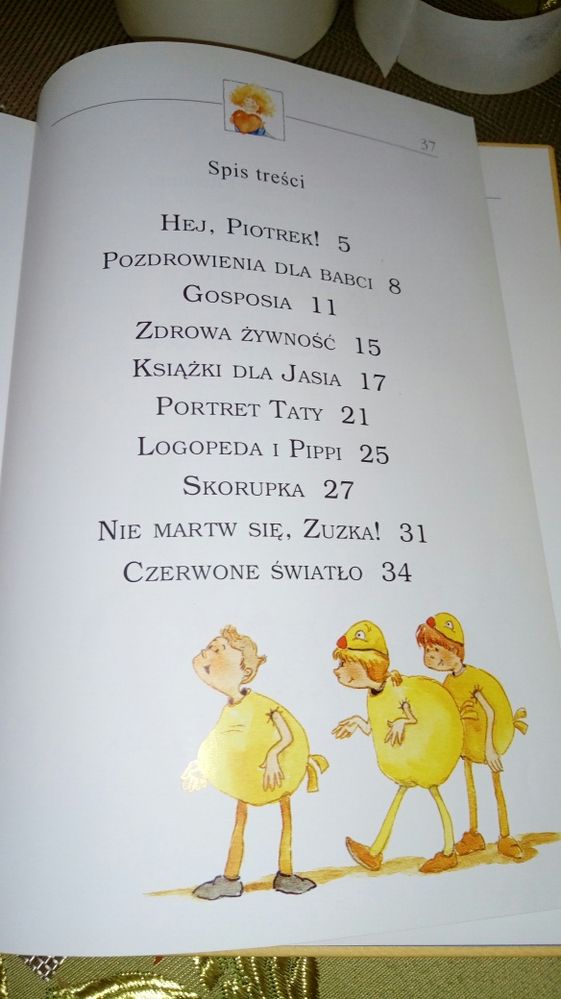 37
Spis treści
HEJ, PIOTREK! 5
POZDROWIENIA DLA BABCI 8
GOSPOSIA 11
ZDROWA ŻYWNOŚĆ 15
KSIĄŻKI DLA JASIA 17
PORTRET TATY 21
LOGOPEDA I PIPPI 25
SKORUPKA 27
NIE MARTW SIĘ, ZUZKA! 31
CZERWONE ŚWIATŁO 34